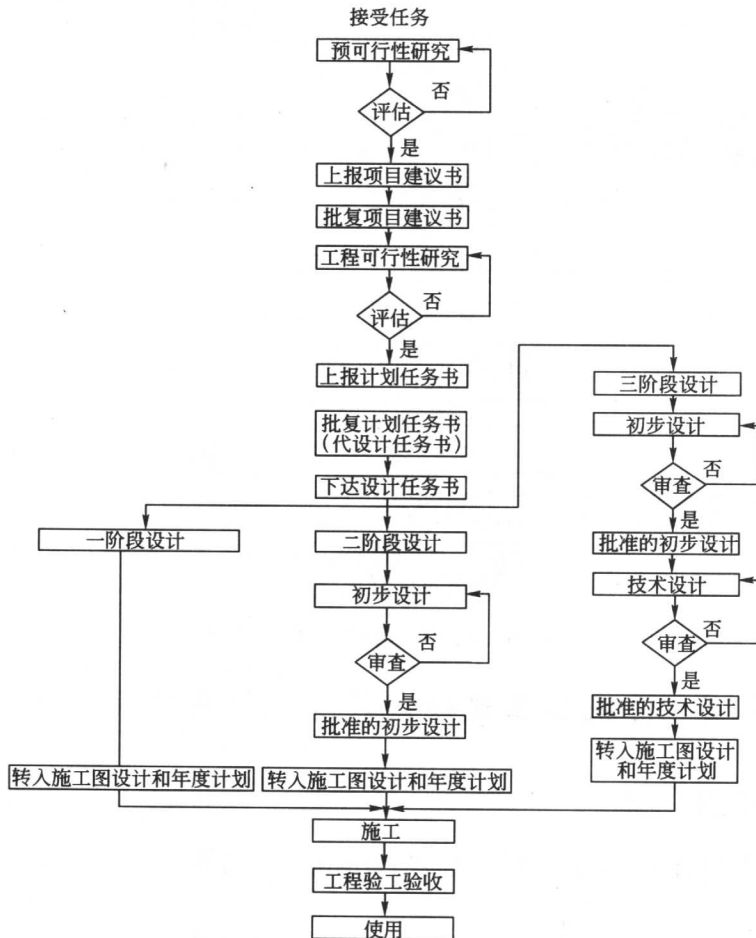 接受任务
预可行性研究
否
评估
是
上报项目建议书
批复项目建议书
工程可行性研究
否
评估
是
上报计划任务书
批复计划任务书
(代设计任务书)
下达设计任务书
一阶段设计
转入施工图设计和年度计划
二阶段设计
初步设计
否
审查
是
批准的初步设计
转入施工图设计和年度计划
三阶段设计
初步设计
否
审查
是
批准的初步设计
技术设计
否
审查
是
批准的技术设计
转入施工图设计
和年度计划
施工
工程验工验收
使用